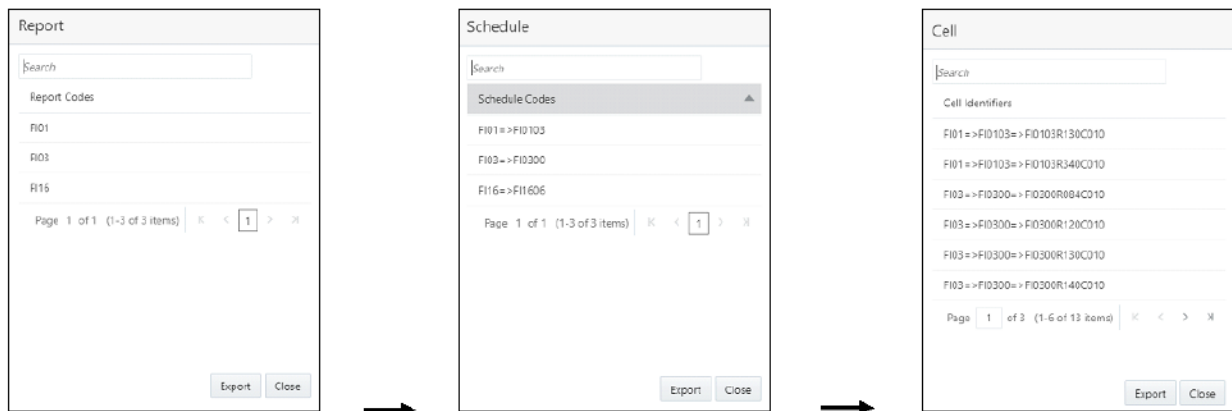 Report
Search
Report Codes
FI01
FI03
FI16
Page 1 of 1 (1-3 of 3 items) 1
Export Close
Schedule
Search
Schedule Codes
FI01=>FI0103
FI03=>FI0300
FI16=>FI1606
Page 1 of 1 (1-3 of 3 items) 1
Export Close
Cell
Search
Cell Identifiers
FI01=>FI0103=>FI0103R130C010
FI01=>FI0103=>FI0103R340C010
FI03=>FI0300=>FI0300R084C010
FI03=>FI0300=>FI0300R120C010
FI03=>FI0300=>FI0300R130C010
FI03=>FI0300=>FI0300R140C010
Page 1 of 3 (1-6 of 13 items)
Export Close